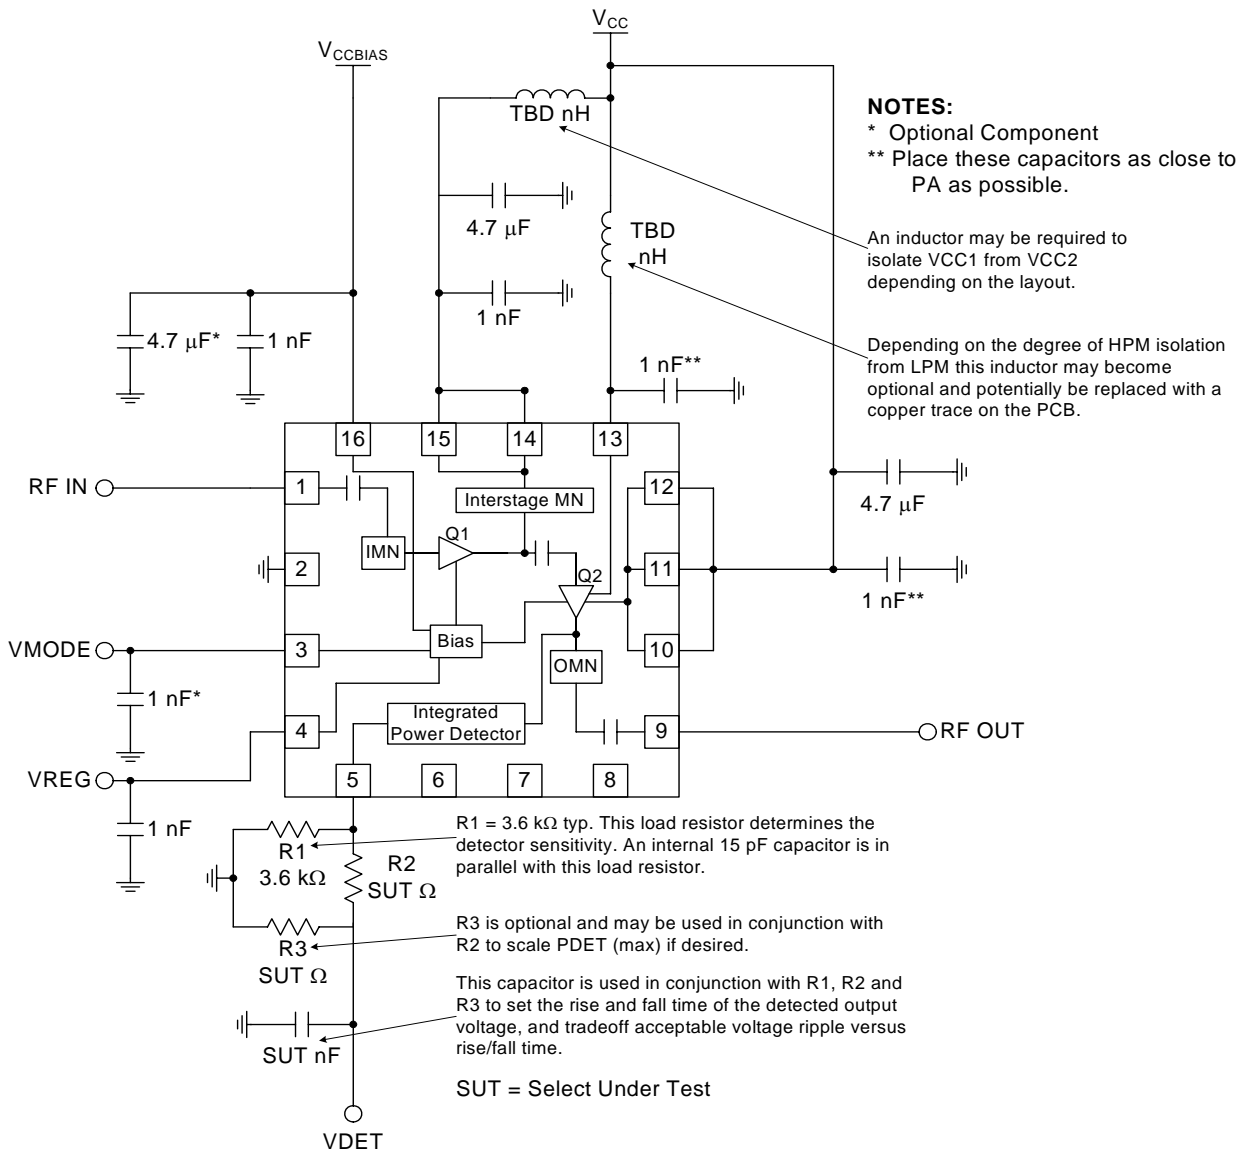 VCC
VCCBIAS
TBD nH
NOTES:
* Optional Component
** Place these capacitors as close to
PA as possible.
4.7 µF
TBD
nH
An inductor may be required to
isolate VCC1 from VCC2
depending on the layout.
1 nF
4.7 µF*
1 nF
1 nF**
Depending on the degree of HPM isolation
from LPM this inductor may become
optional and potentially be replaced with a
copper trace on the PCB.
16
15
14
13
RF IN
1
Interstage MN
12
4.7 µF
IMN
Q1
2
Q2
11
1 nF**
VMODE
3
Bias
OMN
10
1 nF*
4
Integrated
Power Detector
9
RF OUT
VREG
5
6
7
8
1 nF
R1
3.6 kΩ
R2
SUT Ω
R1 = 3.6 kΩ typ. This load resistor determines the
detector sensitivity. An internal 15 pF capacitor is in
parallel with this load resistor.
R3
SUT Ω
R3 is optional and may be used in conjunction with
R2 to scale PDET (max) if desired.
SUT nF
This capacitor is used in conjunction with R1, R2 and
R3 to set the rise and fall time of the detected output
voltage, and tradeoff acceptable voltage ripple versus
rise/fall time.
SUT = Select Under Test
VDET